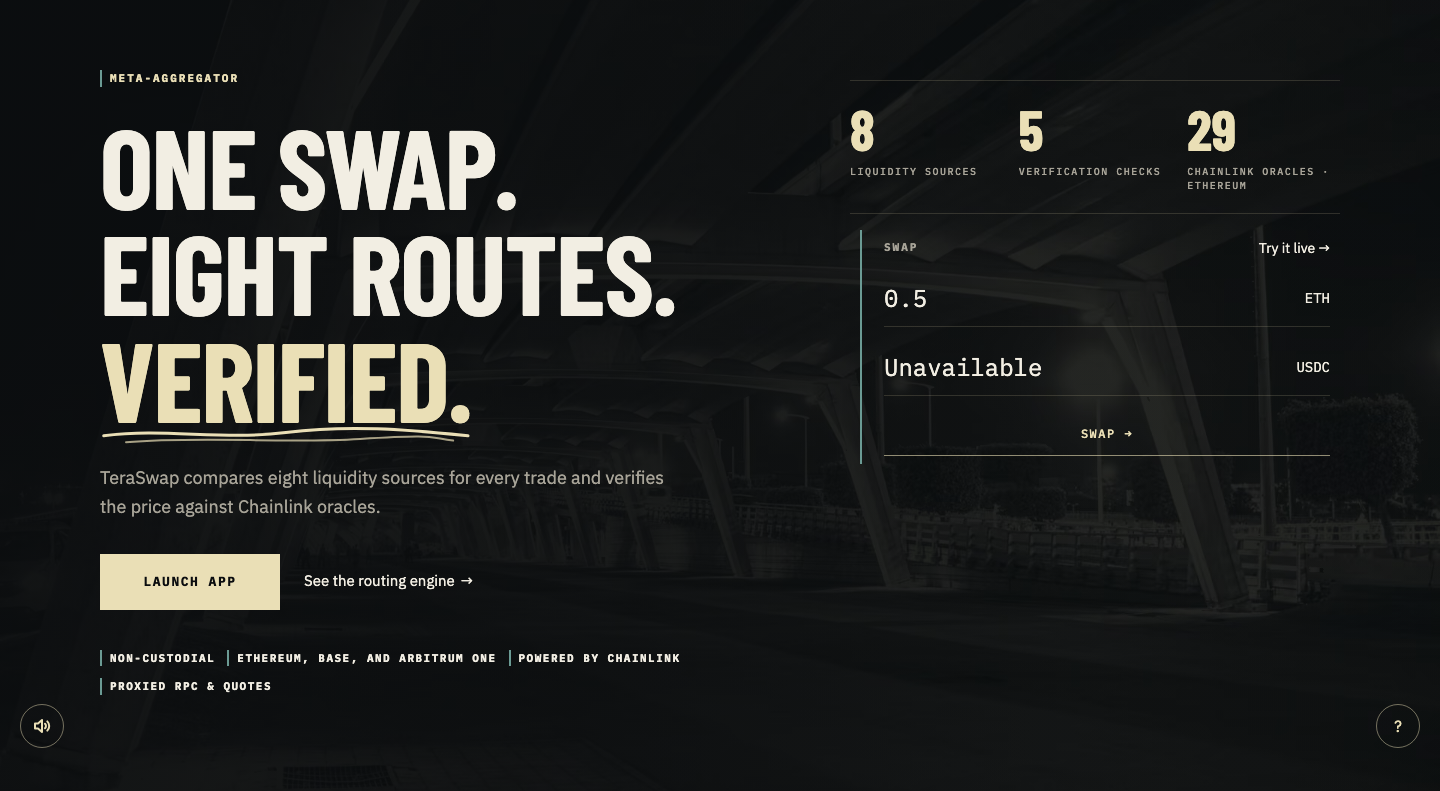 META-AGGREGATOR
ONE SWAP.
EIGHT ROUTES.
VERIFIED.
TeraSwap compares eight liquidity sources for every trade and verifies
the price against Chainlink oracles.
LAUNCH APP
See the routing engine →
NON-CUSTODIAL
ETHEREUM, BASE, AND ARBITRUM ONE
POWERED BY CHAINLINK
PROXIED RPC & QUOTES
8
LIQUIDITY SOURCES
5
VERIFICATION CHECKS
29
CHAINLINK ORACLES ·
ETHEREUM
SWAP
Try it live →
0.5
ETH
Unavailable
USDC
SWAP →
?